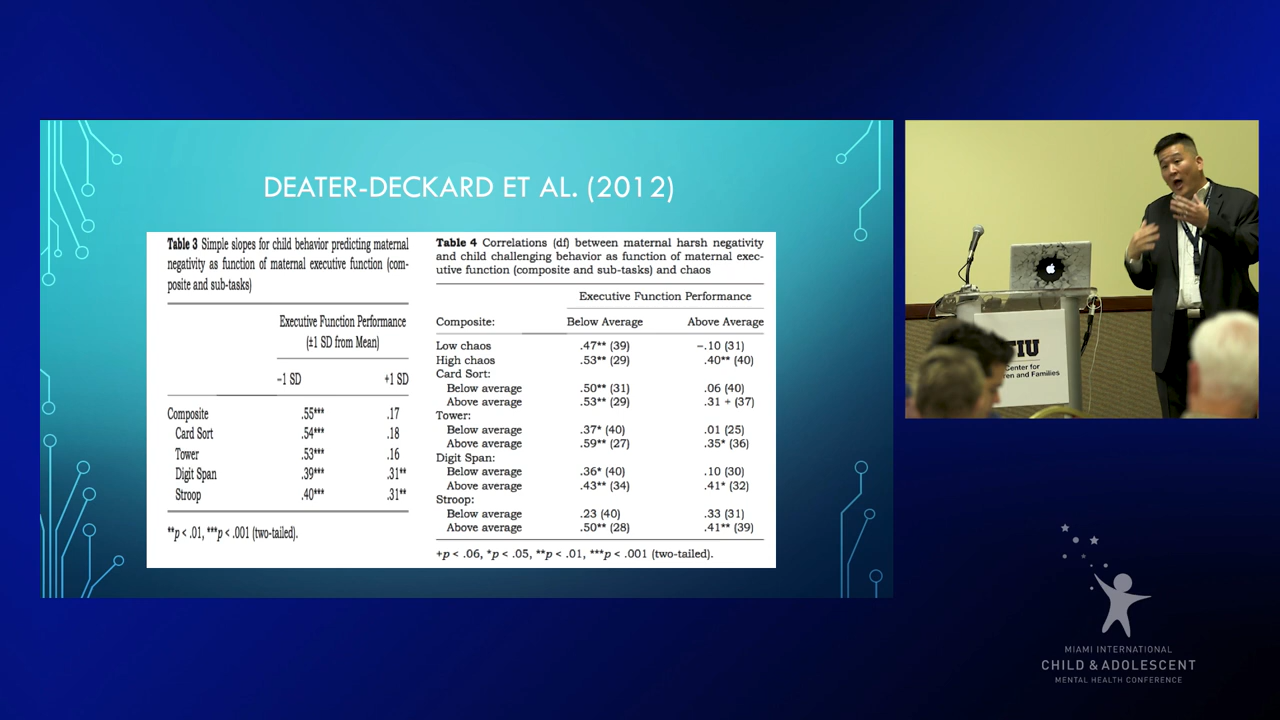 DEATER-DECKARD ET AL. (2012)
Table 3 Simple slopes for child behavior predicting maternal
negativity as function of maternal executive function (com-
posite and sub-tasks)
Executive Function Performance
(±1 SD from Mean)
−1 SD +1 SD
Composite .55*** .17
Card Sort .54*** .18
Tower .53*** .16
Digit Span .39*** .31**
Stroop .40*** .31**
**p < .01, ***p < .001 (two-tailed).
Table 4 Correlations (df) between maternal harsh negativity
and child challenging behavior as function of maternal exec-
utive function (composite and sub-tasks) and chaos
Executive Function Performance
Composite: Below Average Above Average
Low chaos .47** (39) −.10 (31)
High chaos .53** (29) .40** (40)
Card Sort:
Below average .50** (31) .06 (40)
Above average .53** (29) .31 + (37)
Tower:
Below average .37* (40) .01 (25)
Above average .59** (27) .35* (36)
Digit Span:
Below average .36* (40) .10 (30)
Above average .43** (34) .41* (32)
Stroop:
Below average .23 (40) .33 (31)
Above average .50** (28) .41** (39)
+p < .06, *p < .05, **p < .01, ***p < .001 (two-tailed).
and Families
MIAMI INTERNATIONAL
CHILD & ADOLESCENT
MENTAL HEALTH CONFERENCE